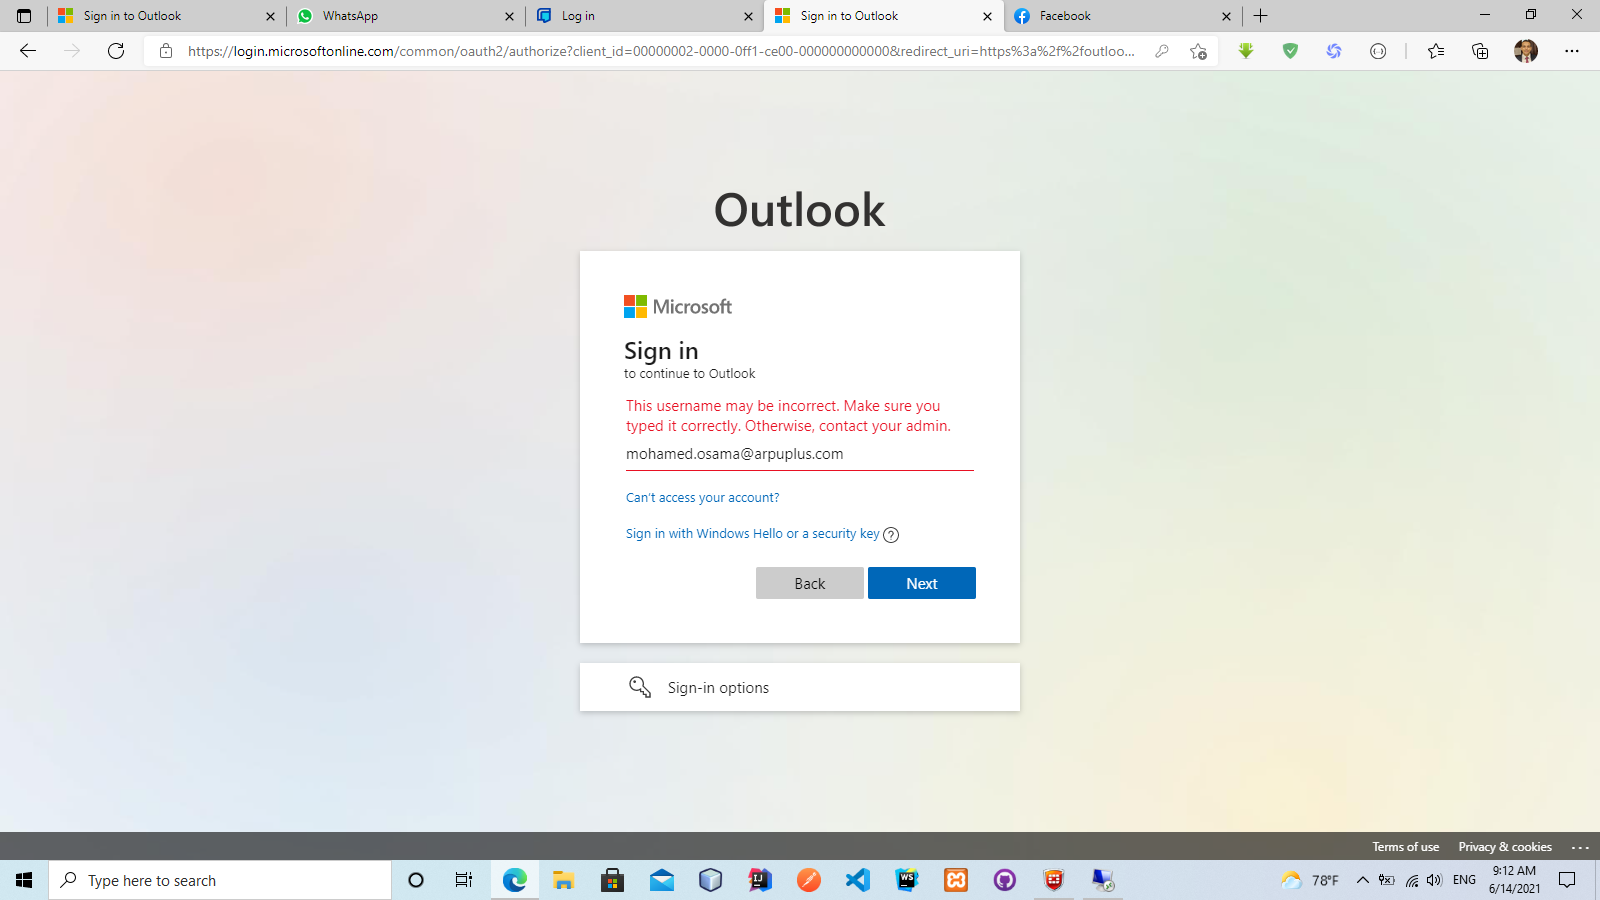 Sign in to Outlook
WhatsApp
Log in
Sign in to Outlook
Facebook
https://login.microsoftonline.com/common/oauth2/authorize?client_id=00000002-0000-0ff1-ce00-000000000000&redirect_uri=https%3a%2f%2foutloo...
Outlook
Microsoft
Sign in
to continue to Outlook
This username may be incorrect. Make sure you
typed it correctly. Otherwise, contact your admin.
mohamed.osama@arpuplus.com
Can't access your account?
Sign in with Windows Hello or a security key
Back
Next
Sign-in options
Terms of use
Privacy & cookies
...
Type here to search
IJ
WS
78°F
ENG
9:12 AM
6/14/2021